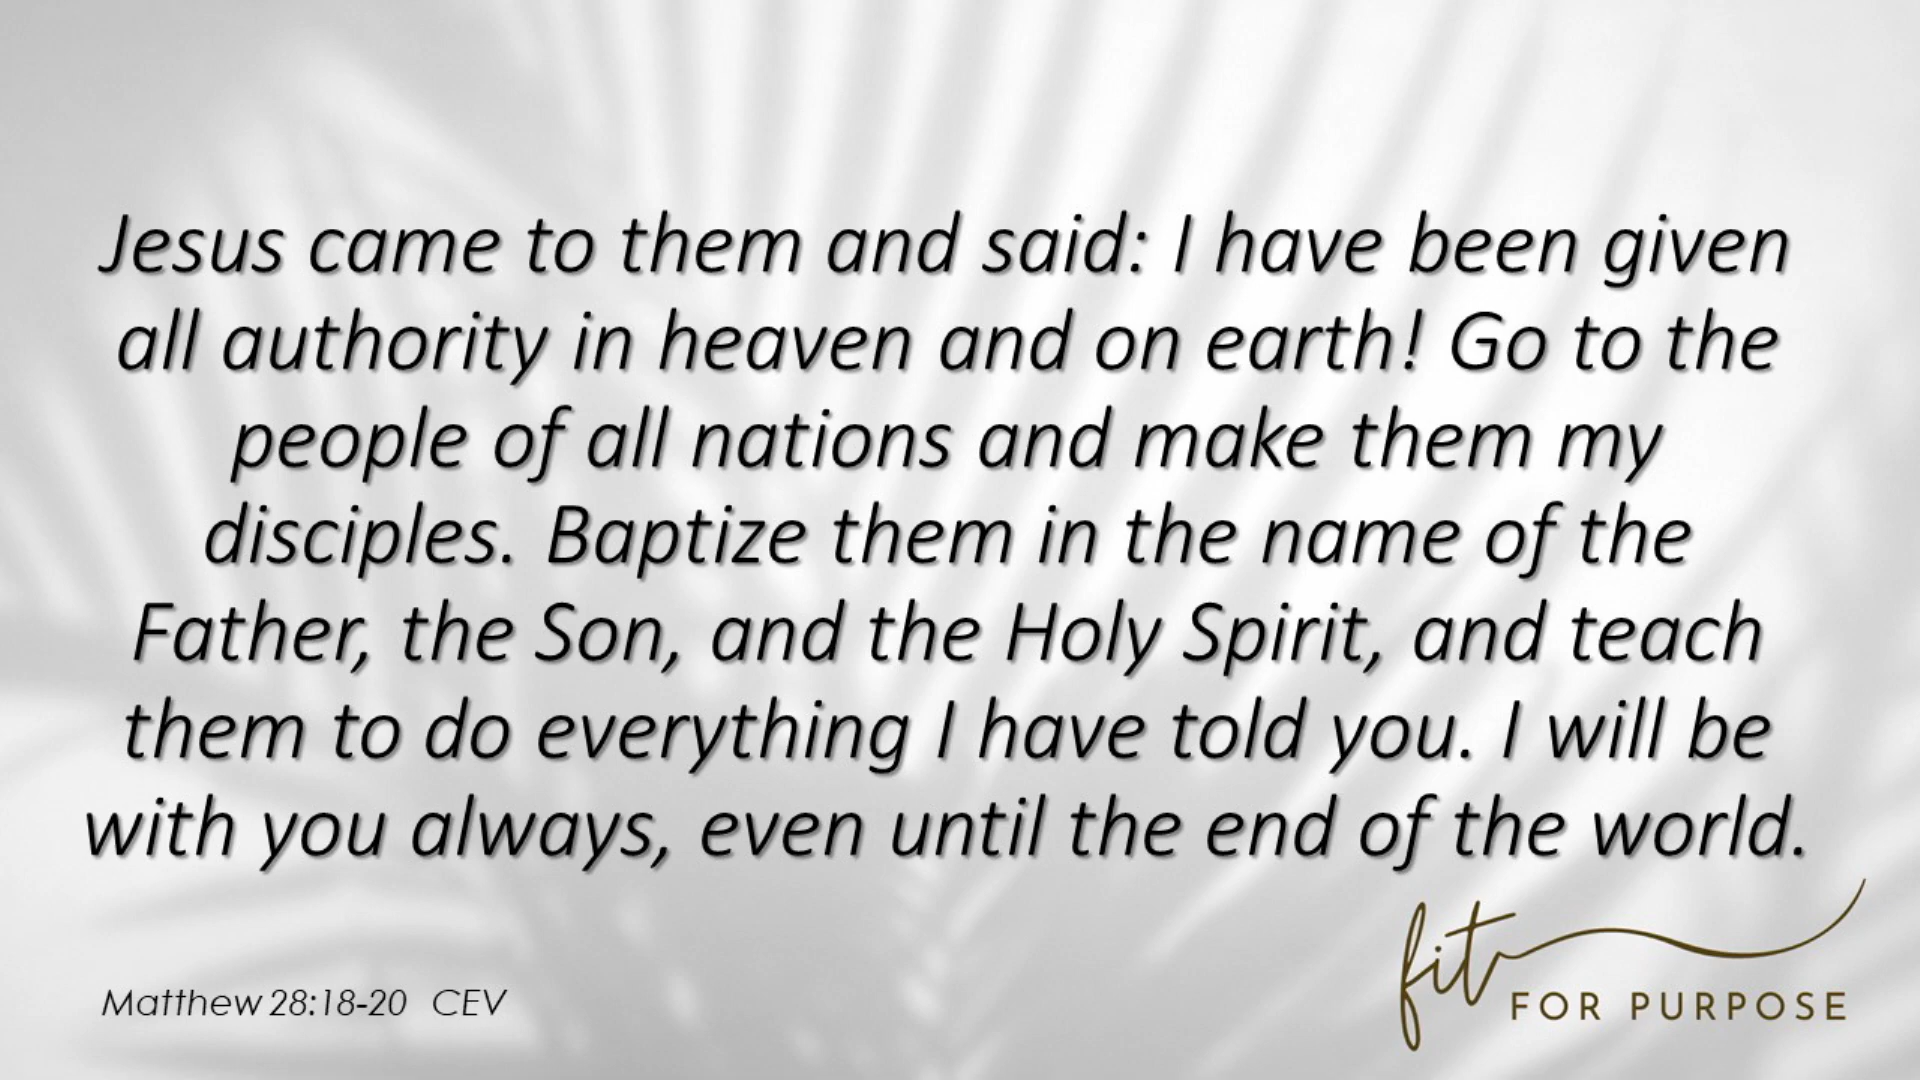 Jesus came to them and said: I have been given
all authority in heaven and on earth! Go to the
people of all nations and make them my
disciples. Baptize them in the name of the
Father, the Son, and the Holy Spirit, and teach
them to do everything I have told you. I will be
with you always, even until the end of the world.
Matthew 28:18-20 CEV
fit
FOR PURPOSE